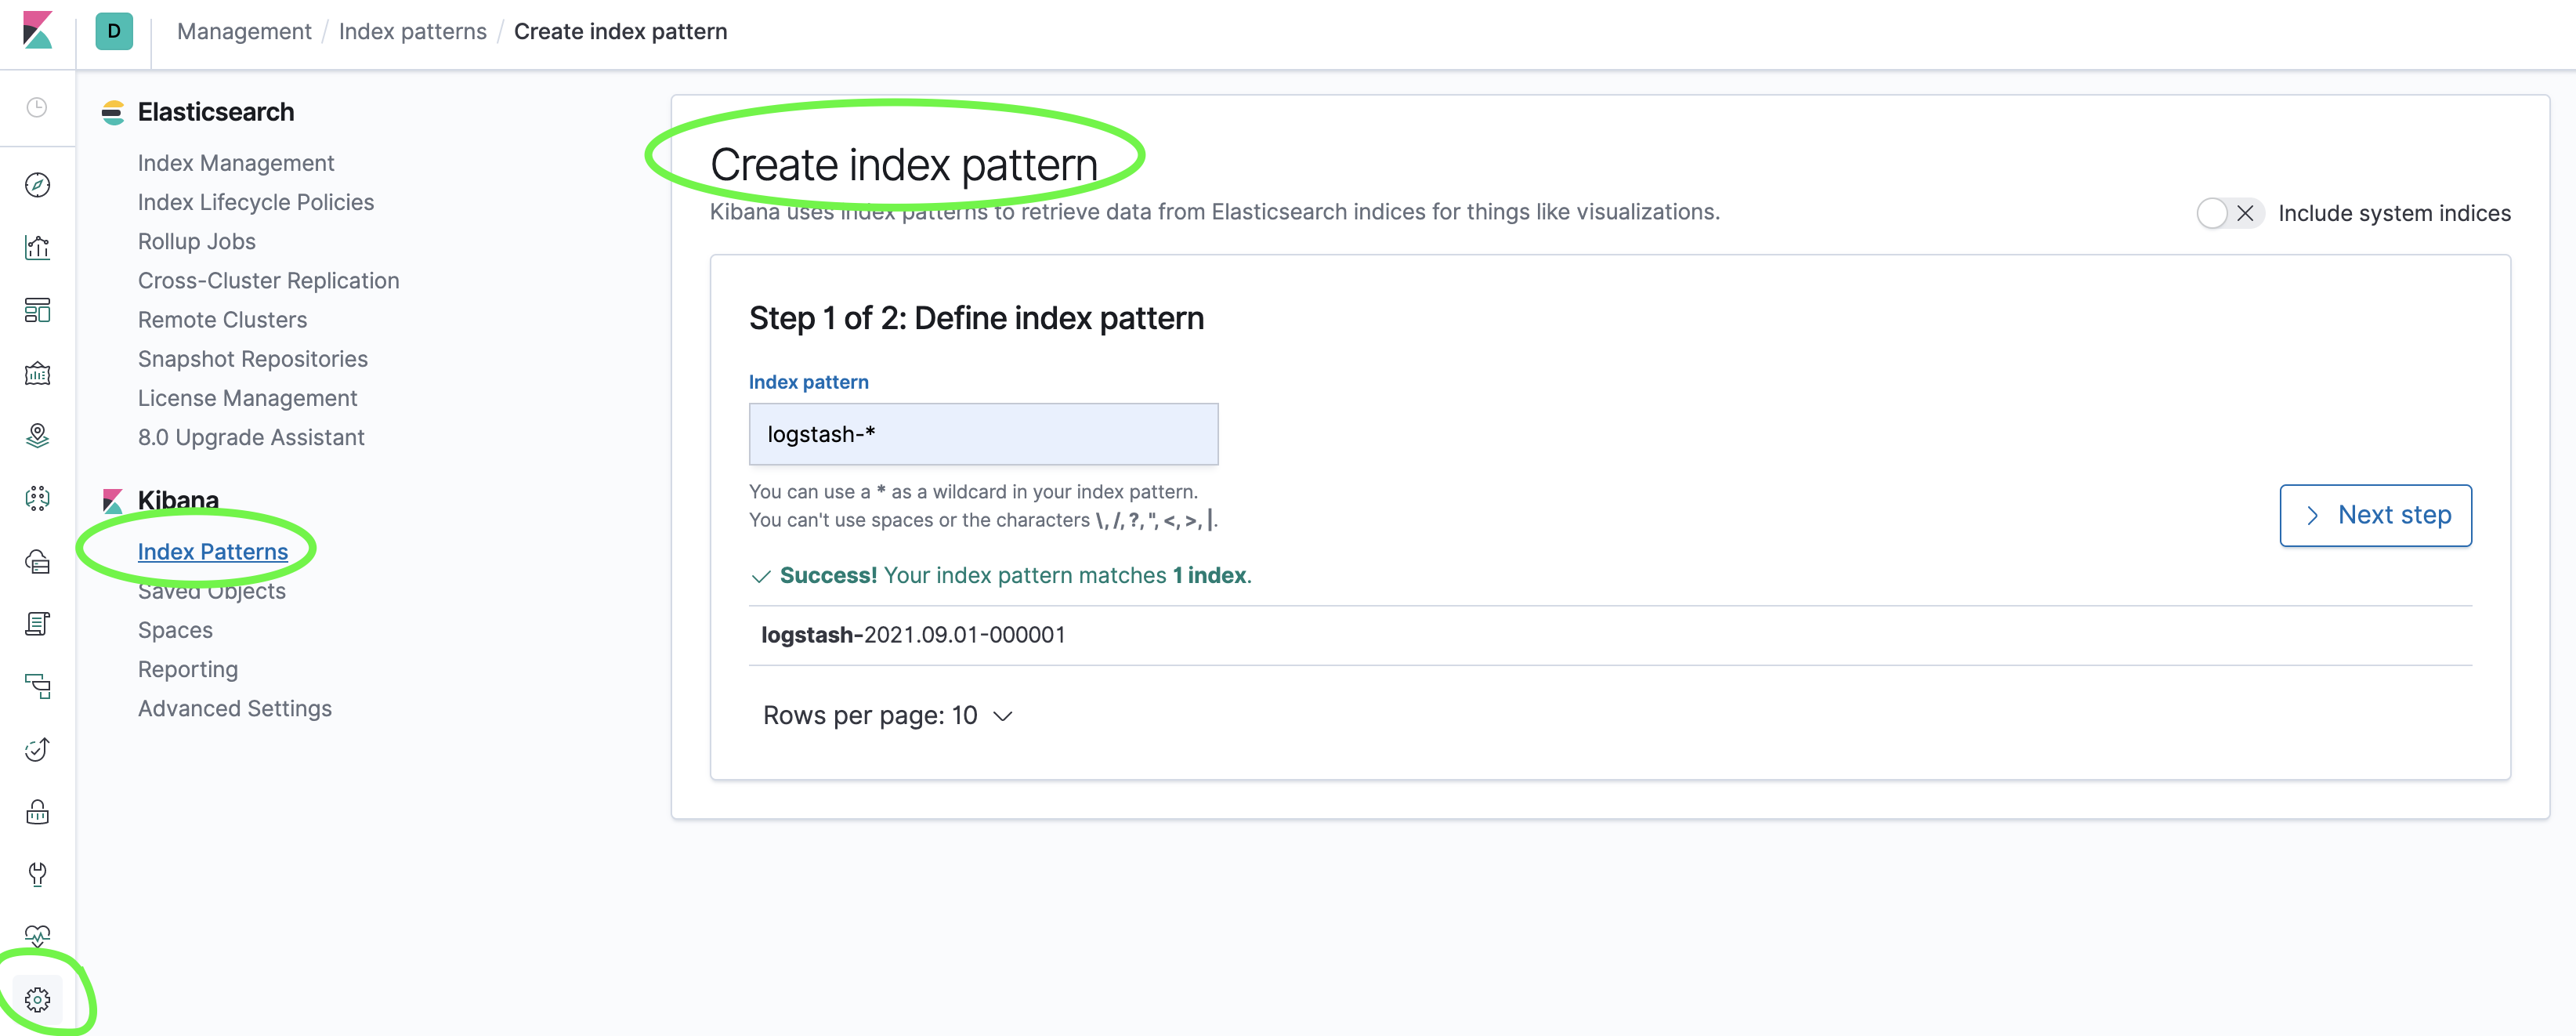 D Management / Index patterns / Create index pattern
Elasticsearch
Index Management
Index Lifecycle Policies
Rollup Jobs
Cross-Cluster Replication
Remote Clusters
Snapshot Repositories
License Management
8.0 Upgrade Assistant
Kibana
Index Patterns
Saved Objects
Spaces
Reporting
Advanced Settings
Create index pattern
Kibana uses index patterns to retrieve data from Elasticsearch indices for things like visualizations.
Include system indices
Step 1 of 2: Define index pattern
Index pattern
logstash-*
You can use a * as a wildcard in your index pattern.
You can't use spaces or the characters \, /, ?, ", <, >, |.
Next step
Success! Your index pattern matches 1 index.
logstash-2021.09.01-000001
Rows per page: 10